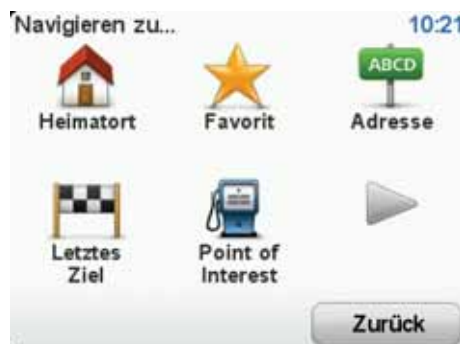 Navigieren zu...
10:21
ABCD
Heimatort
Favorit
Adresse
Letztes
Ziel
Point of
Interest
Zurück